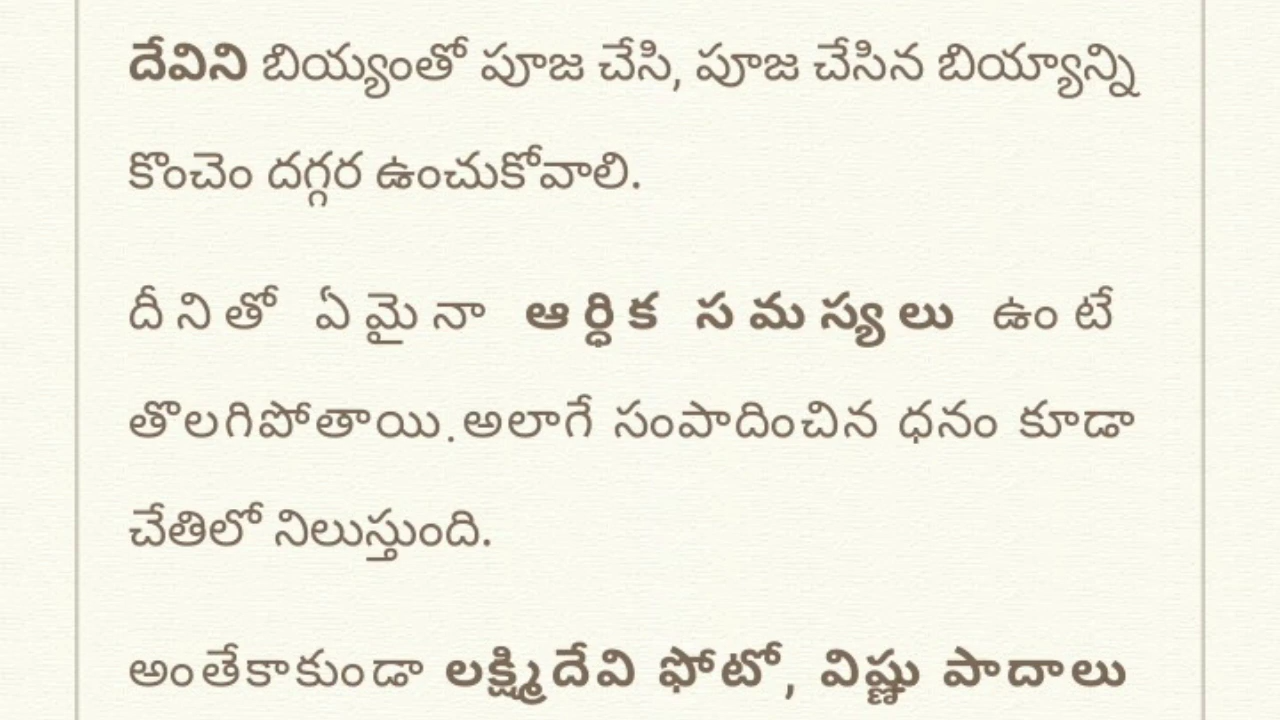 దేవిని బియ్యంతో పూజ చేసి, పూజ చేసిన బియ్యాన్ని
కొంచెం దగ్గర ఉంచుకోవాలి.
దీనితో ఏమైనా ఆర్ధిక సమస్యలు ఉంటే
తొలగిపోతాయి.అలాగే సంపాదించిన ధనం కూడా
చేతిలో నిలుస్తుంది.
అంతేకాకుండా లక్ష్మిదేవి ఫోటో, విష్ణు పాదాలు